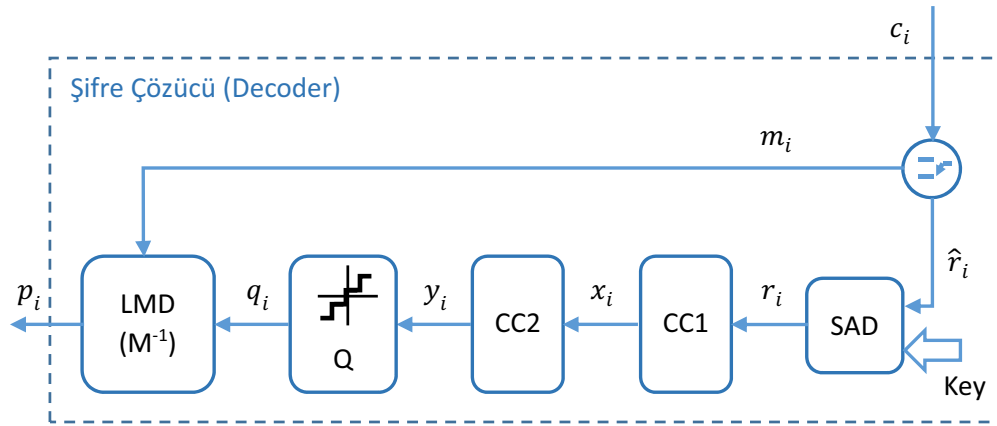 c_i
Şifre Çözücü (Decoder)
m_i
r̂_i
p_i
LMD
(M⁻¹)
q_i
Q
y_i
CC2
x_i
CC1
r_i
SAD
Key